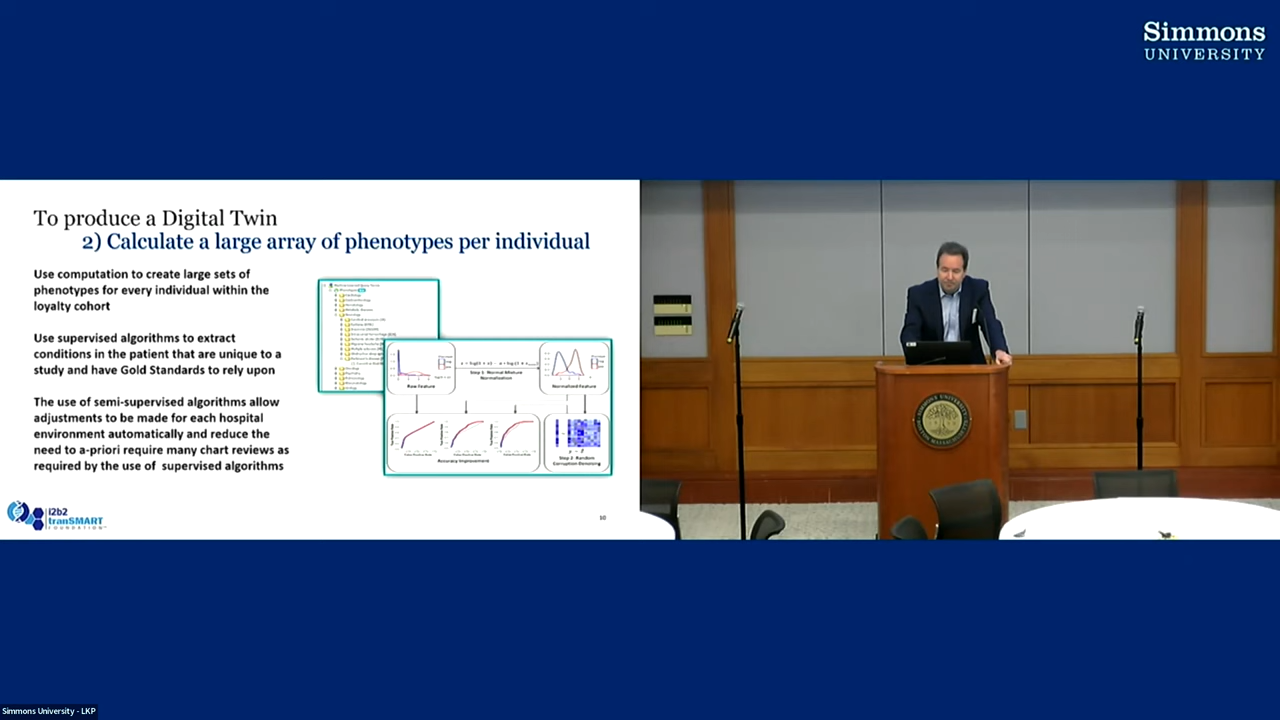 Simmons
UNIVERSITY
To produce a Digital Twin
2) Calculate a large array of phenotypes per individual
Use computation to create large sets of
phenotypes for every individual within the
loyalty cohort
Use supervised algorithms to extract
conditions in the patient that are unique to a
study and have Gold Standards to rely upon
The use of semi-supervised algorithms allow
adjustments to be made for each hospital
environment automatically and reduce the
need to a-priori require many chart reviews as
required by the use of supervised algorithms
Raw Feature
Step 1: Normal Mixture
Normalization
Normalized Feature
Accuracy Improvement
Step 2: Random
Corruption Denoising
i2b2
tranSMART
FOUNDATION
10
Simmons University - LKP